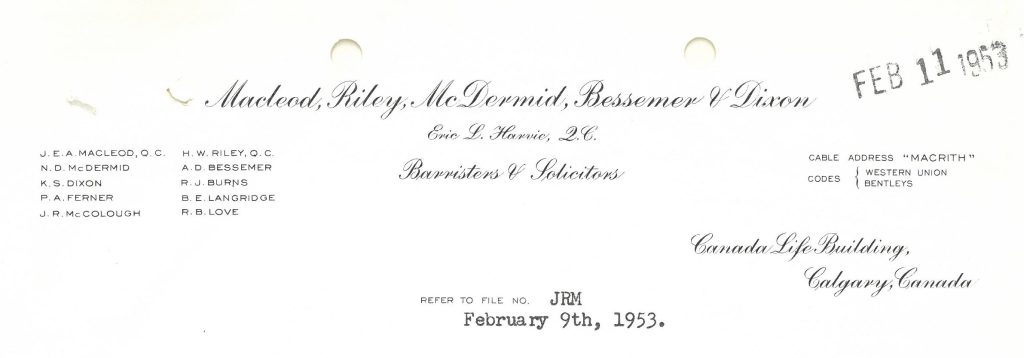 FEB 11 1953
Macleod, Riley, McDermid, Bessemer & Dixon
Eric L. Harvie, Q.C.
Barristers & Solicitors
J.E.A. MACLEOD, Q.C. H.W. RILEY, Q.C.
N.D. McDERMID A.D. BESSEMER
K.S. DIXON R.J. BURNS
P.A. FERNER B.E. LANGRIDGE
J.R. McCOLOUGH R.B. LOVE
CABLE ADDRESS "MACRITH"
CODES { WESTERN UNION
BENTLEYS
Canada Life Building,
Calgary, Canada
REFER TO FILE NO. JRM
February 9th, 1953.